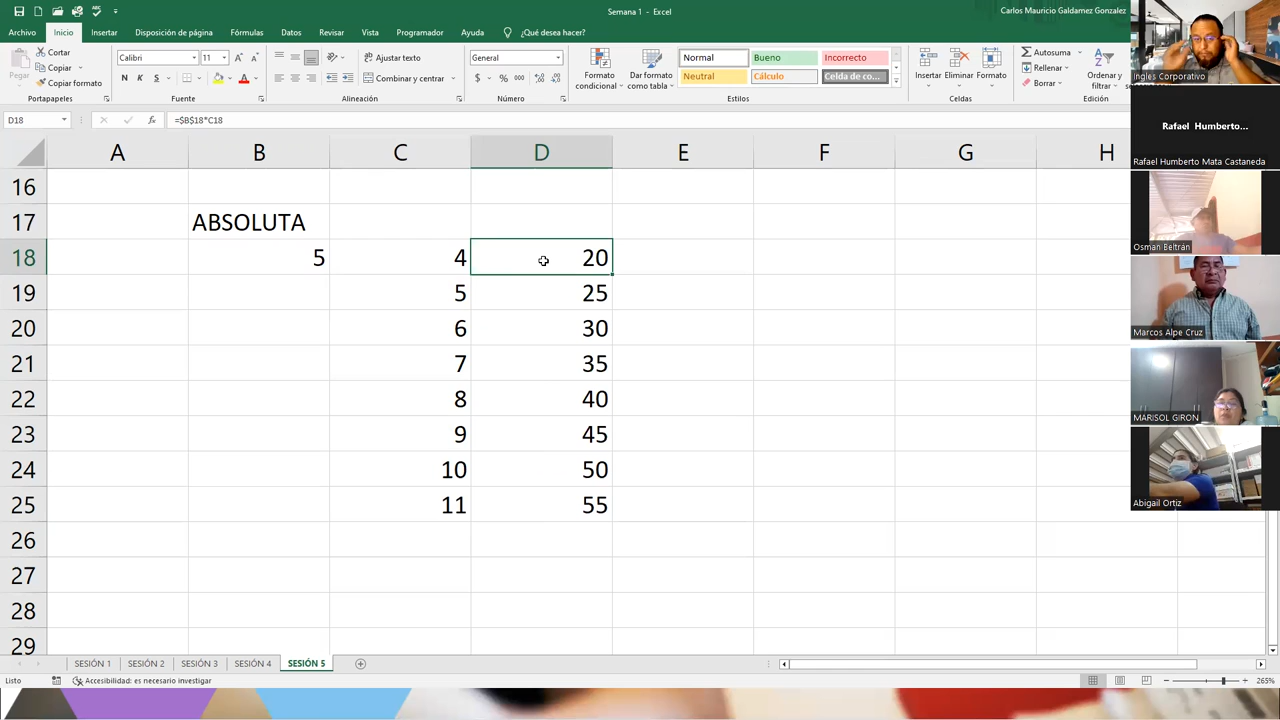 Semana 1 - Excel
Carlos Mauricio Galdamez Gonzalez
Archivo Inicio Insertar Disposición de página Fórmulas Datos Revisar Vista Programador Ayuda ¿Qué desea hacer?
Pegar
Cortar
Copiar
Copiar formato
Portapapeles
Calibri 11
N K S
Fuente
Ajustar texto
Combinar y centrar
Alineación
General
$ % 000
Número
Formato condicional
Dar formato como tabla
Normal Bueno Incorrecto
Neutral Cálculo Celda de co...
Estilos
Insertar Eliminar Formato
Celdas
Autosuma
Rellenar
Borrar
Ordenar y filtrar
Edición
D18 fx =$B$18*C18
A B C D E F G H
16
17 ABSOLUTA
18 5 4 20
19 5 25
20 6 30
21 7 35
22 8 40
23 9 45
24 10 50
25 11 55
26
27
28
29
SESIÓN 1 SESIÓN 2 SESIÓN 3 SESIÓN 4 SESIÓN 5
Listo Accesibilidad: es necesario investigar 265%
Ingles Corporativo
Rafael Humberto...
Rafael Humberto Mata Castaneda
Osman Beltrán
Marcos Alpe Cruz
MARISOL GIRON
Abigail Ortiz